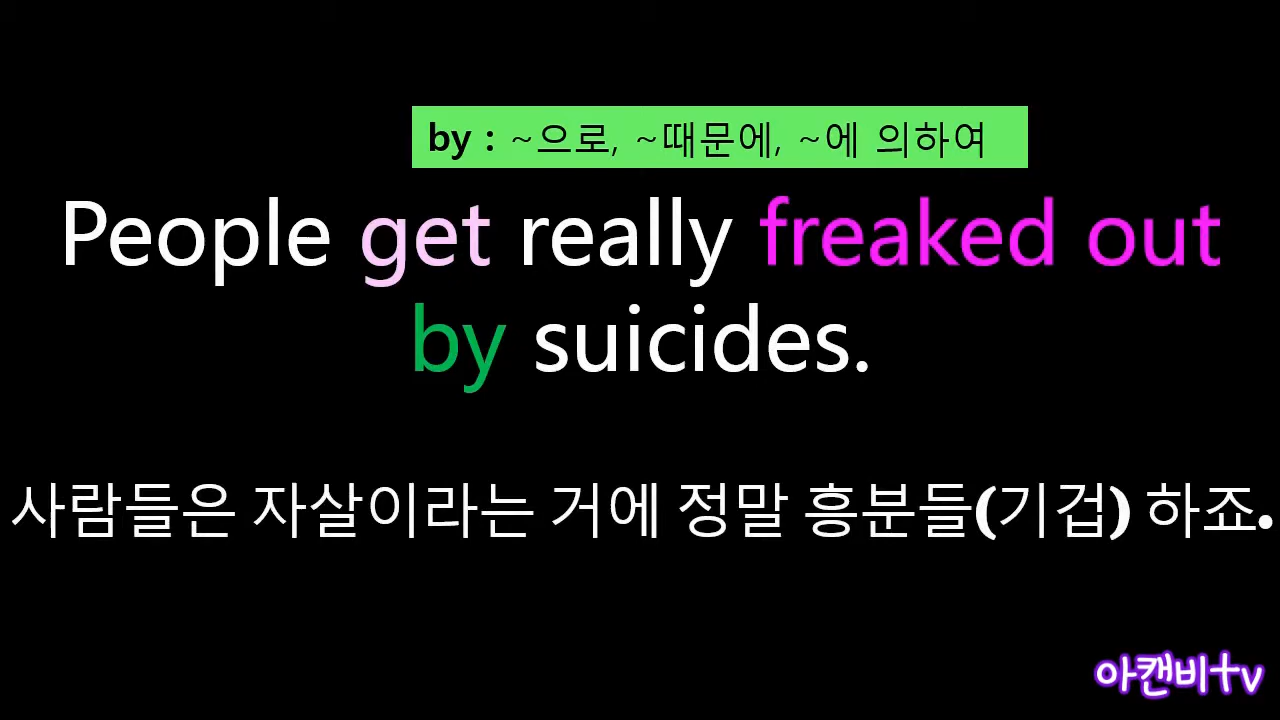 by : ~으로, ~때문에, ~에 의하여
People get really freaked out
by suicides.
사람들은 자살이라는 거에 정말 흥분들(기겁) 하죠.
아캔비tv